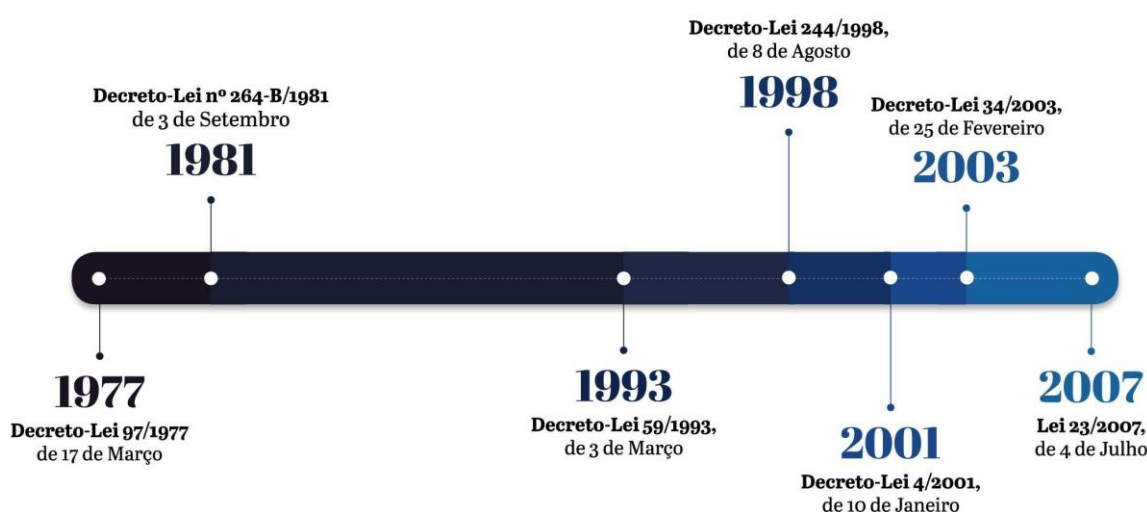 1977
Decreto-Lei 97/1977
de 17 de Março
Decreto-Lei nº 264-B/1981
de 3 de Setembro
1981
1993
Decreto-Lei 59/1993,
de 3 de Março
Decreto-Lei 244/1998,
de 8 de Agosto
1998
2001
Decreto-Lei 4/2001,
de 10 de Janeiro
Decreto-Lei 34/2003,
de 25 de Fevereiro
2003
2007
Lei 23/2007,
de 4 de Julho